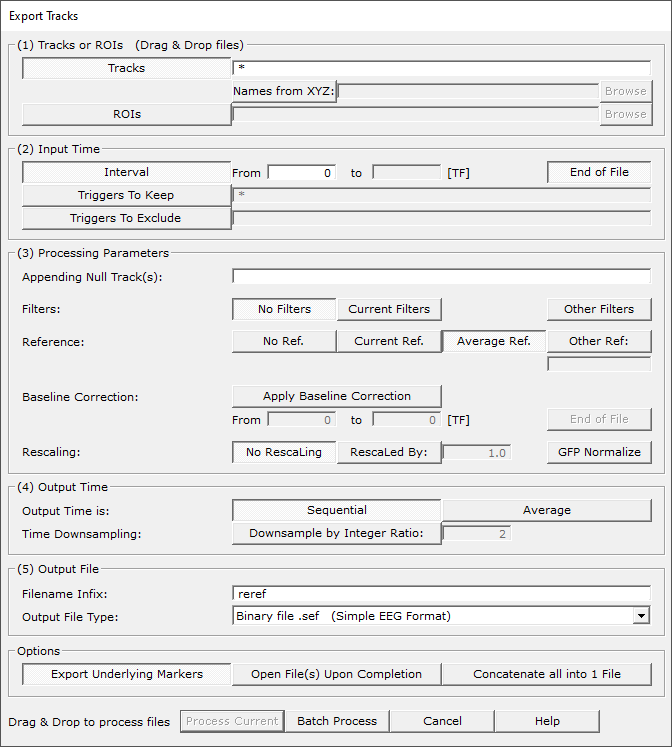 Export Tracks
(1) Tracks or ROIs (Drag & Drop files)
Tracks *
Names from XYZ: Browse
ROIs Browse
(2) Input Time
Interval From 0 to [TF] End of File
Triggers To Keep *
Triggers To Exclude
(3) Processing Parameters
Appending Null Track(s):
Filters: No Filters Current Filters Other Filters
Reference: No Ref. Current Ref. Average Ref. Other Ref:
Baseline Correction: Apply Baseline Correction
From 0 to 0 [TF] End of File
Rescaling: No RescaLing RescaLed By: 1.0 GFP Normalize
(4) Output Time
Output Time is: Sequential Average
Time Downsampling: Downsample by Integer Ratio: 2
(5) Output File
Filename Infix: reref
Output File Type: Binary file .sef (Simple EEG Format)
Options
Export Underlying Markers Open File(s) Upon Completion Concatenate all into 1 File
Drag & Drop to process files Process Current Batch Process Cancel Help